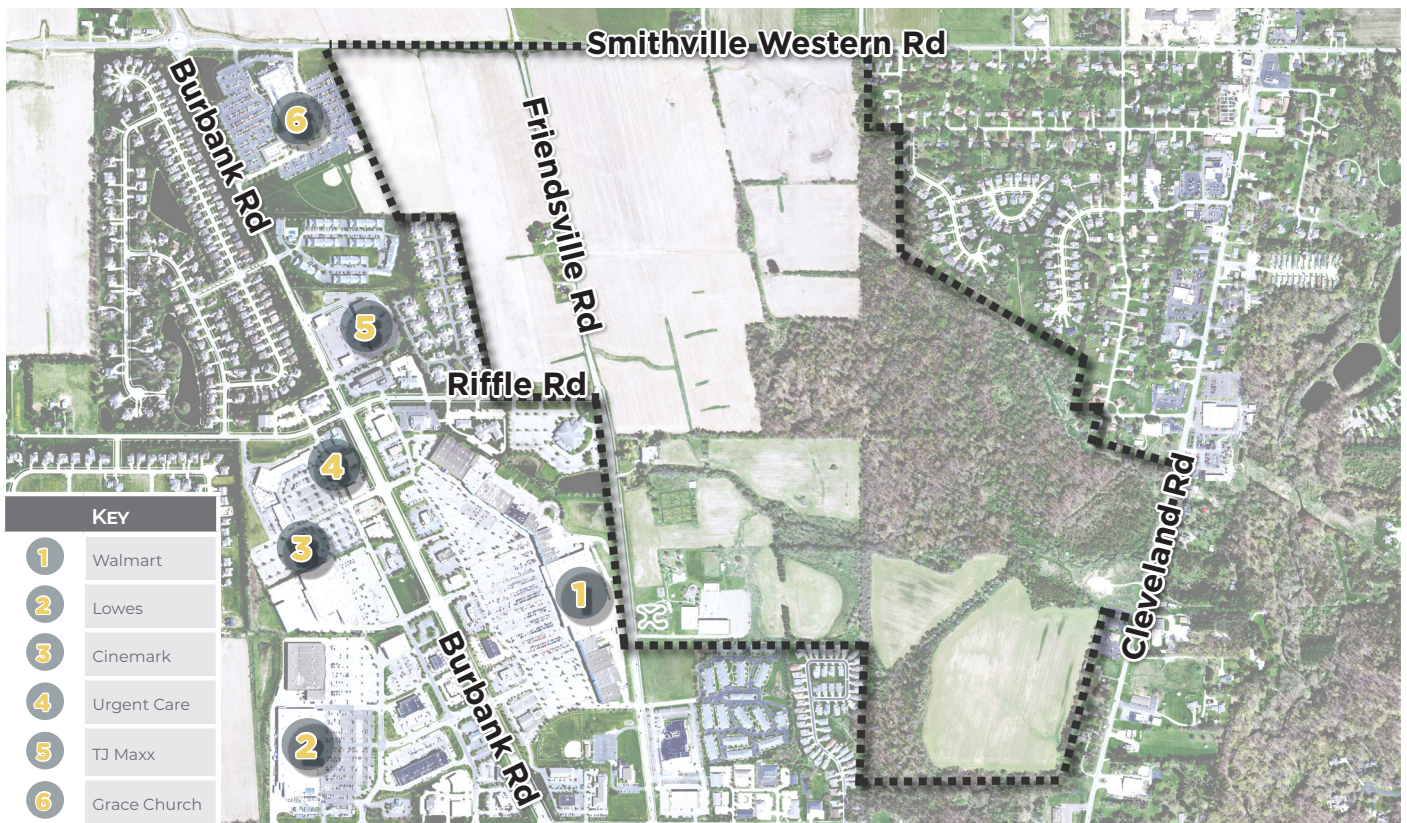 Smithville Western Rd
Burbank Rd
Friendsville Rd
6
5
Riffle Rd
4
3
1
Cleveland Rd
Burbank Rd
2
KEY
1 Walmart
2 Lowes
3 Cinemark
4 Urgent Care
5 TJ Maxx
6 Grace Church